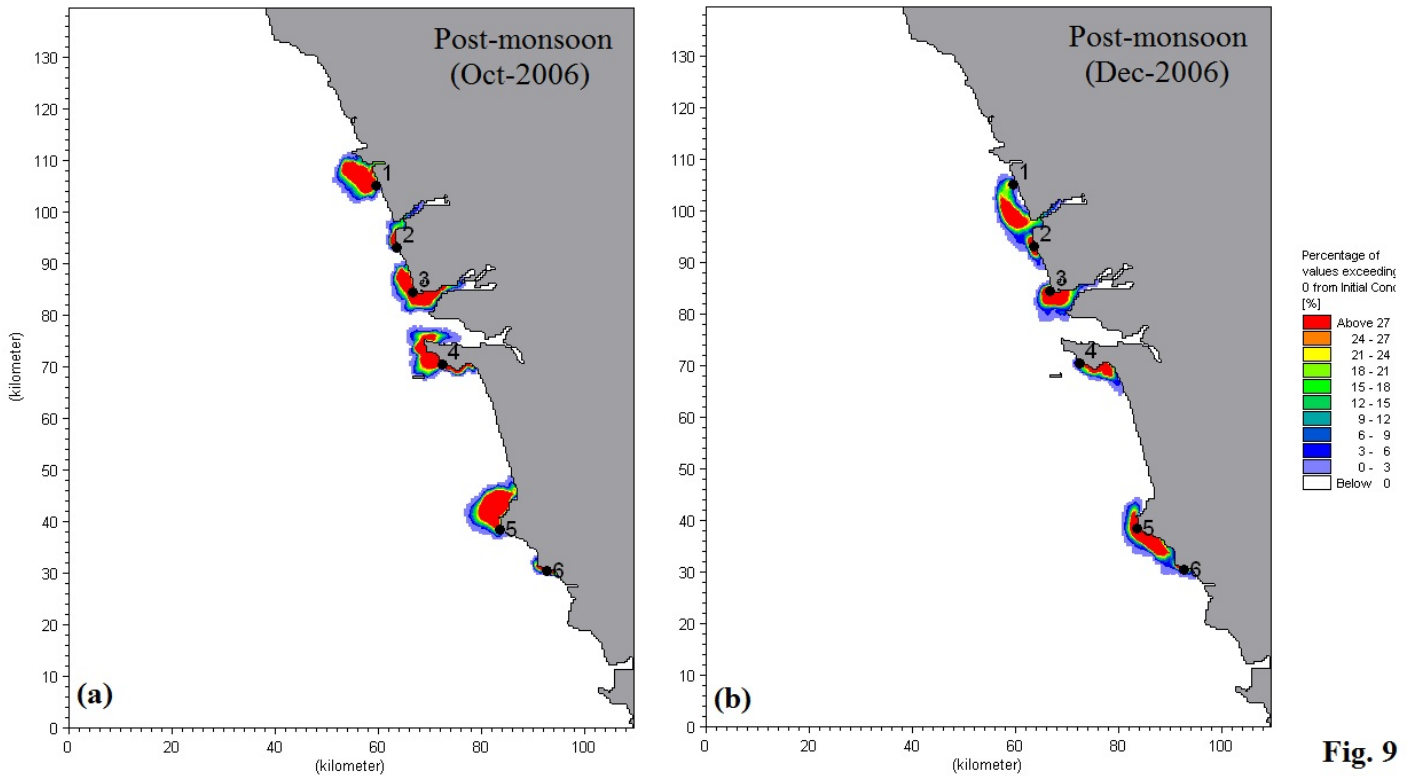 Post-monsoon
(Oct-2006)
130
120
110
100
90
80
70
60
50
40
30
20
10
0
(kilometer)
1
2
3
4
5
6
(a)
0 20 40 60 80 100
(kilometer)
Post-monsoon
(Dec-2006)
130
120
110
100
90
80
70
60
50
40
30
20
10
0
1
2
3
4
5
6
(b)
0 20 40 60 80 100
(kilometer)
Percentage of
values exceeding
0 from Initial Conc
[%]
Above 27
24 - 27
21 - 24
18 - 21
15 - 18
12 - 15
9 - 12
6 - 9
3 - 6
0 - 3
Below 0
Fig. 9